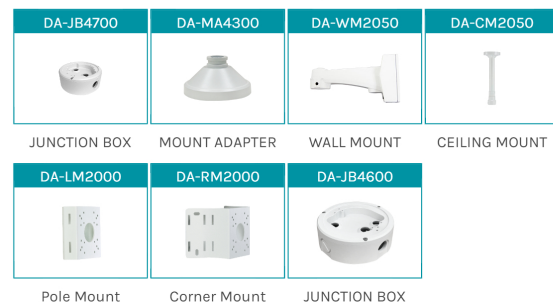 DA-JB4700
DA-MA4300
DA-WM2050
DA-CM2050
JUNCTION BOX
MOUNT ADAPTER
WALL MOUNT
CEILING MOUNT
DA-LM2000
DA-RM2000
DA-JB4600
Pole Mount
Corner Mount
JUNCTION BOX